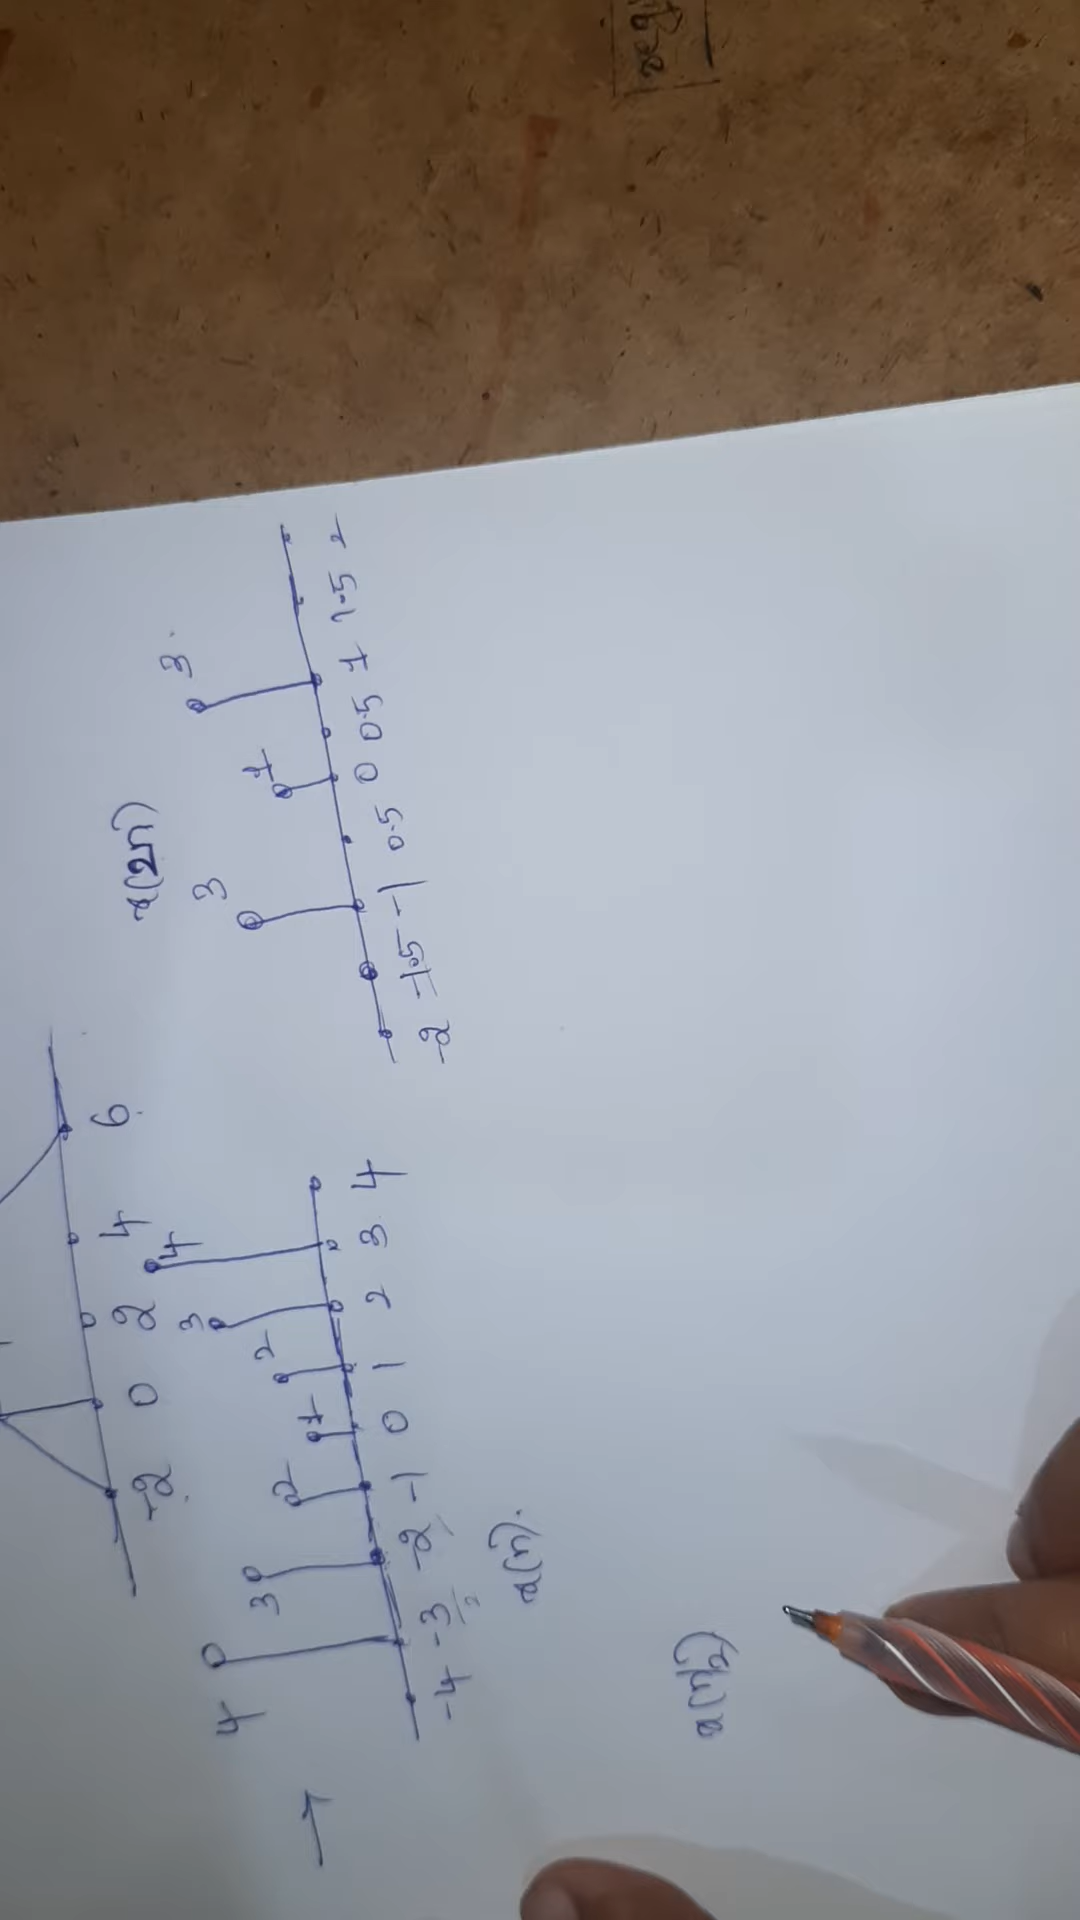 -2 0 2 4 6
x(2n)
3 1 3
-2 -1.5 -1 0.5 0 0.5 1 1.5 2
4 3 2 1 2 3 4
-4 -3 -2 -1 0 1 2 3 4
2
x(n).
x(n/2)